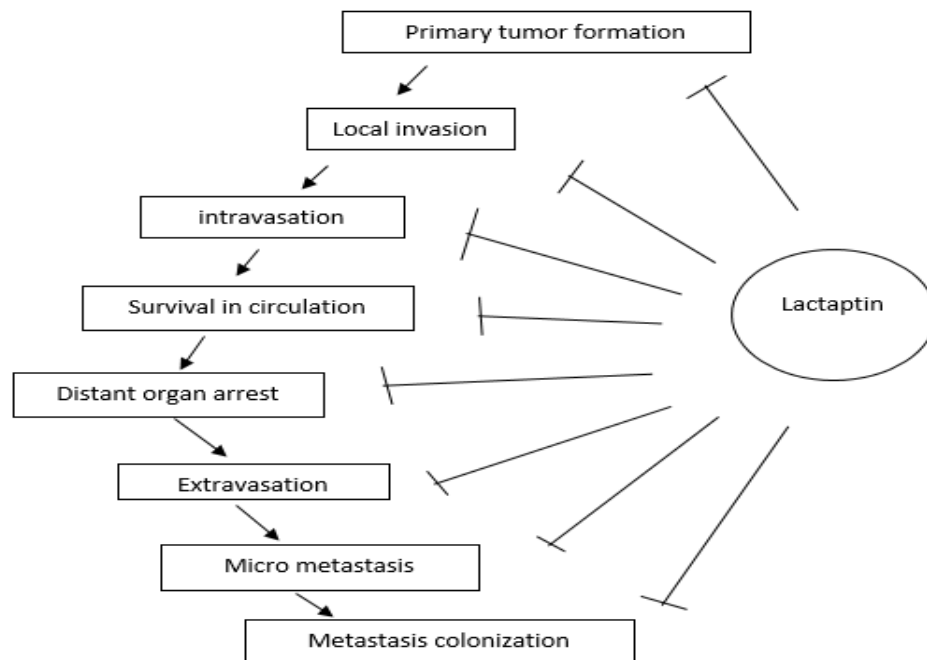 Primary tumor formation
Local invasion
intravasation
Survival in circulation
Lactaptin
Distant organ arrest
Extravasation
Micro metastasis
Metastasis colonization